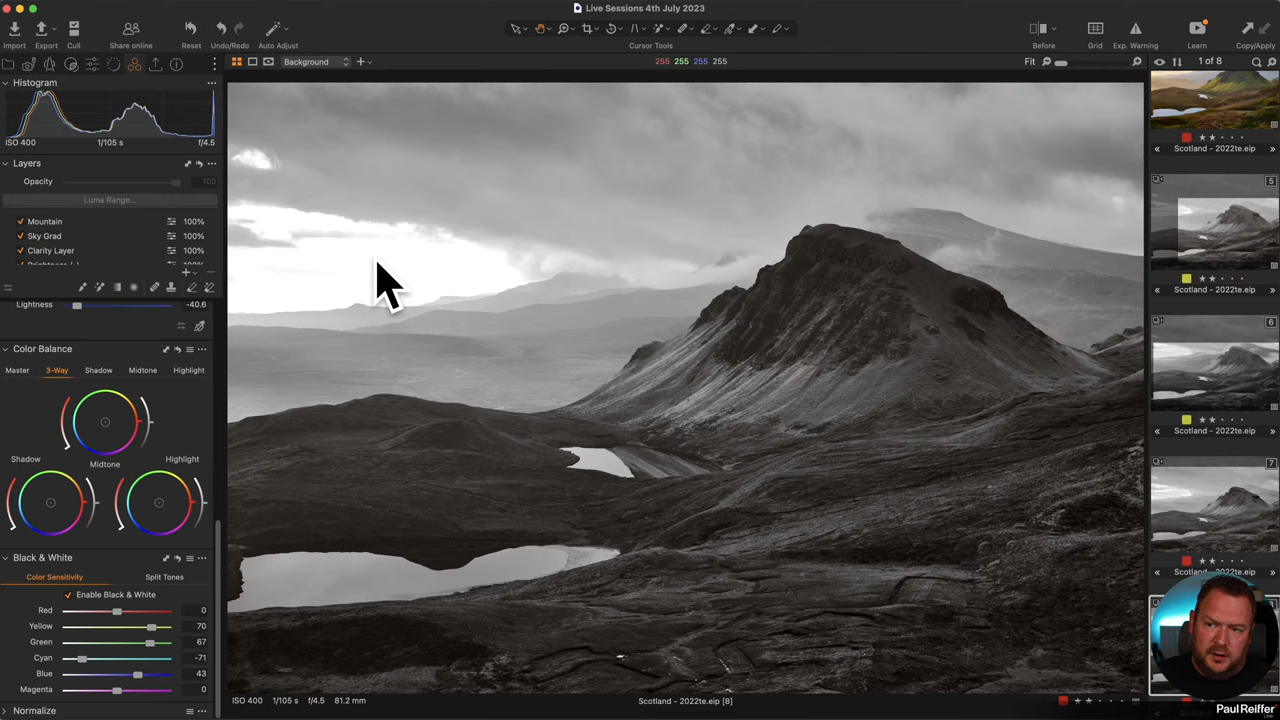 Live Sessions 4th July 2023
Import
Export
Cull
Share online
Reset
Undo/Redo
Auto Adjust
Cursor Tools
Before
Grid
Exp. Warning
Learn
Copy/Apply
Background
255 255 255 255
Fit
1 of 8
Histogram
ISO 400 1/105 s f/4.5
Layers
Opacity 100
Luma Range...
Mountain 100%
Sky Grad 100%
Clarity Layer 100%
Lightness -40.6
Color Balance
Master 3-Way Shadow Midtone Highlight
Shadow Midtone Highlight
Black & White
Color Sensitivity Split Tones
Enable Black & White
Red 0
Yellow 70
Green 67
Cyan -71
Blue 43
Magenta 0
Normalize
ISO 400 1/105 s f/4.5 81.2 mm
Scotland - 2022te.eip [8]
Scotland - 2022te.eip
5
Scotland - 2022te.eip
6
Scotland - 2022te.eip
7
Scotland - 2022te.eip
Paul Reiffer
Live